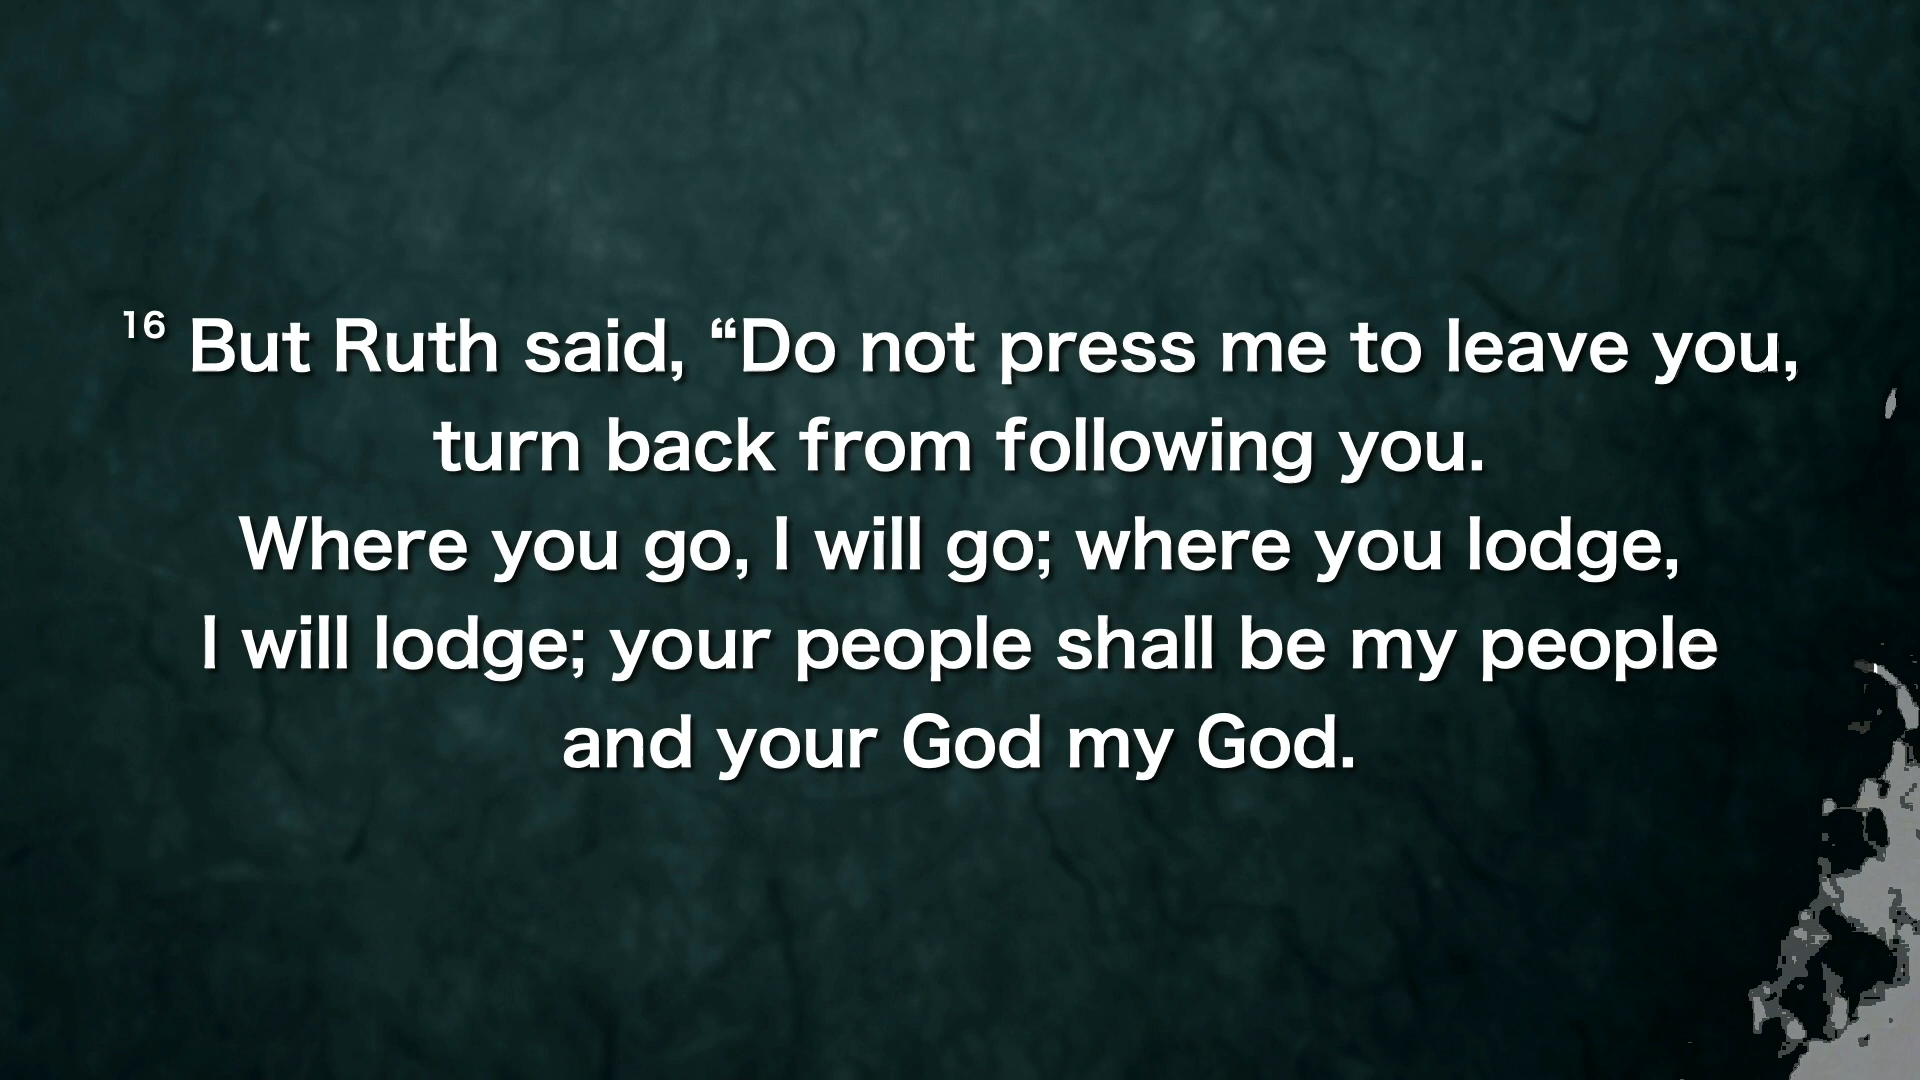 16 But Ruth said, “Do not press me to leave you,
turn back from following you.
Where you go, I will go; where you lodge,
I will lodge; your people shall be my people
and your God my God.